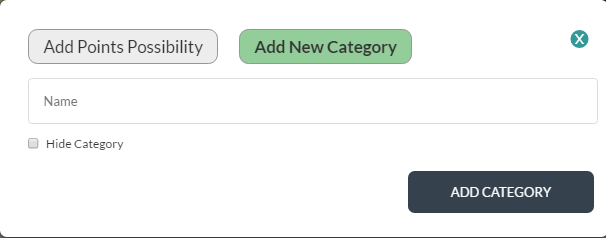 Add Points Possibility Add New Category X
Name
Hide Category
ADD CATEGORY